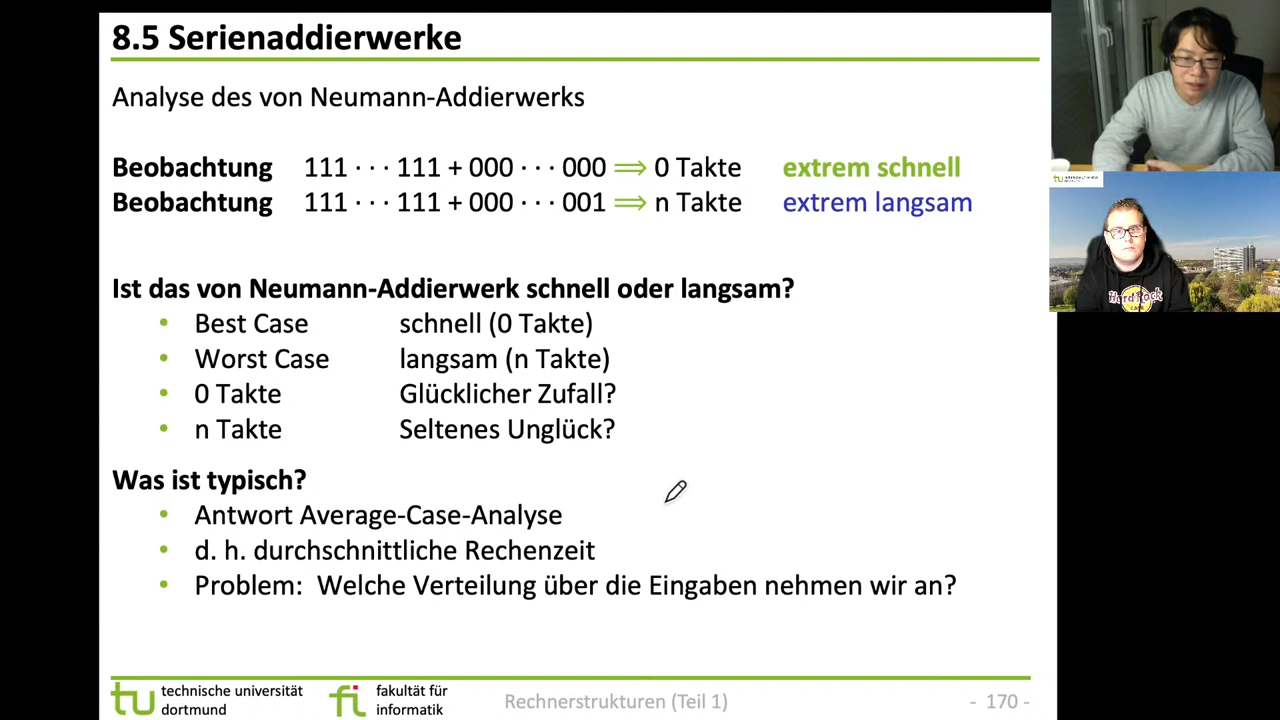 8.5 Serienaddierwerke
Analyse des von Neumann-Addierwerks
Beobachtung 111 · · · 111 + 000 · · · 000 ⟹ 0 Takte extrem schnell
Beobachtung 111 · · · 111 + 000 · · · 001 ⟹ n Takte extrem langsam
Ist das von Neumann-Addierwerk schnell oder langsam?
• Best Case schnell (0 Takte)
• Worst Case langsam (n Takte)
• 0 Takte Glücklicher Zufall?
• n Takte Seltenes Unglück?
Was ist typisch?
• Antwort Average-Case-Analyse
• d. h. durchschnittliche Rechenzeit
• Problem: Welche Verteilung über die Eingaben nehmen wir an?
tu technische universität
dortmund
fi fakultät für
informatik
Rechnerstrukturen (Teil 1)
- 170 -
Hard Rock